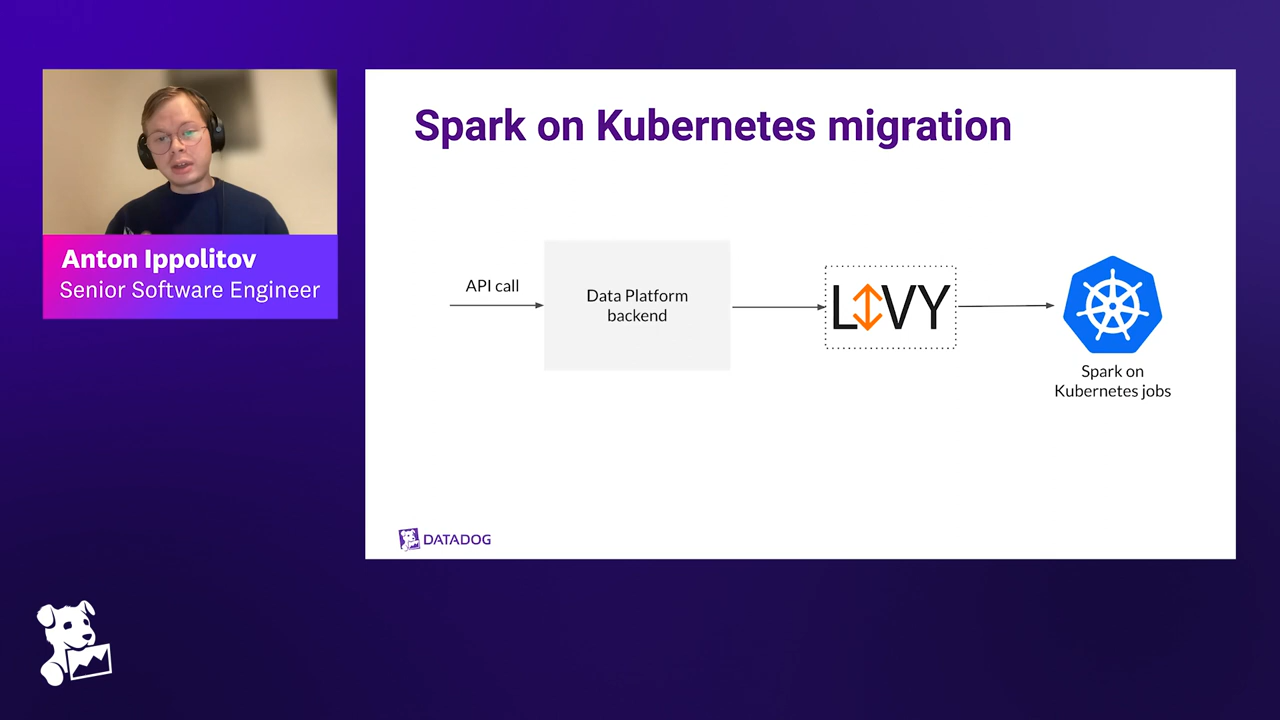 Anton Ippolitov
Senior Software Engineer
Spark on Kubernetes migration
API call
Data Platform
backend
LIVY
Spark on
Kubernetes jobs
DATADOG